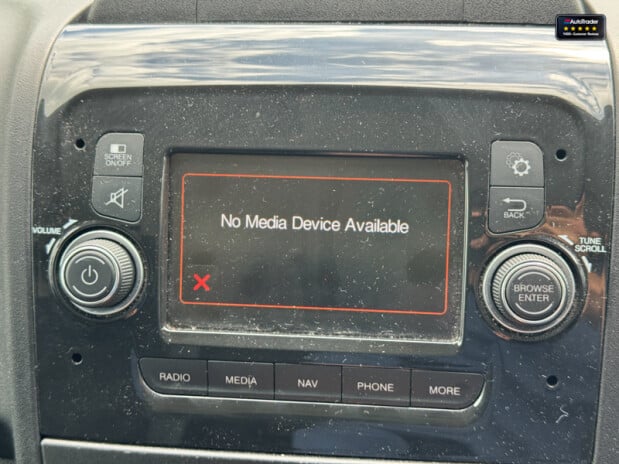 AutoTrader
SCREEN
ON/OFF
VOLUME
No Media Device Available
BACK
TUNE
SCROLL
BROWSE
ENTER
RADIO
MEDIA
NAV
PHONE
MORE